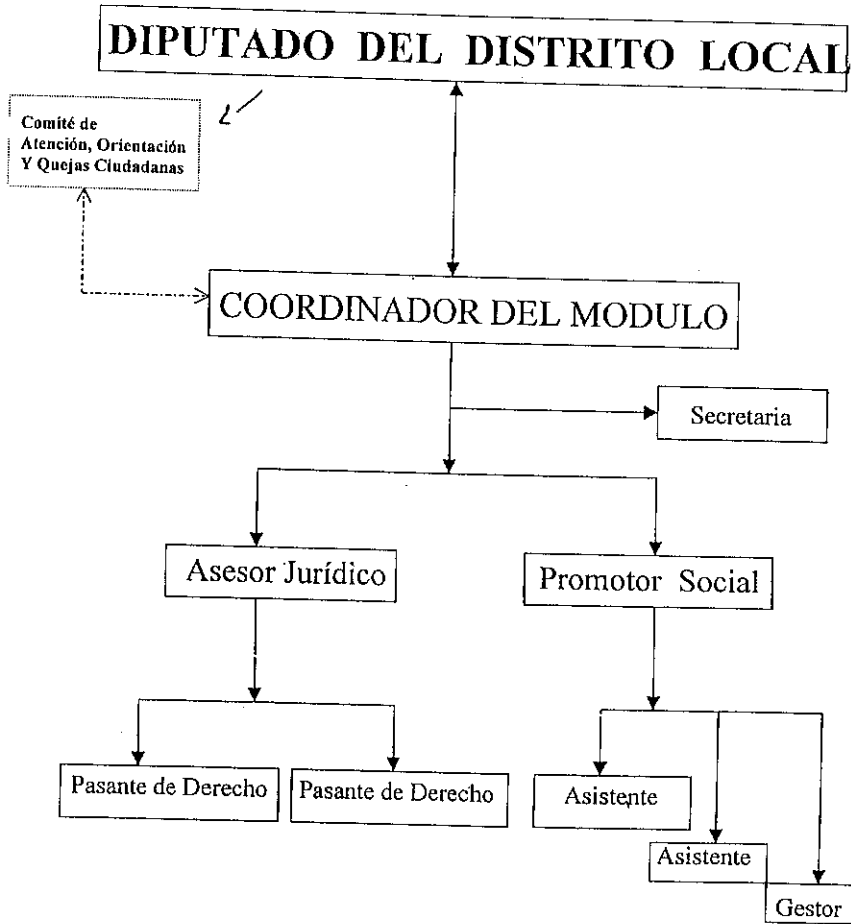 DIPUTADO DEL DISTRITO LOCAL
Comité de
Atención, Orientación
Y Quejas Ciudadanas
COORDINADOR DEL MODULO
Secretaria
Asesor Jurídico
Promotor Social
Pasante de Derecho
Pasante de Derecho
Asistente
Asistente
Gestor